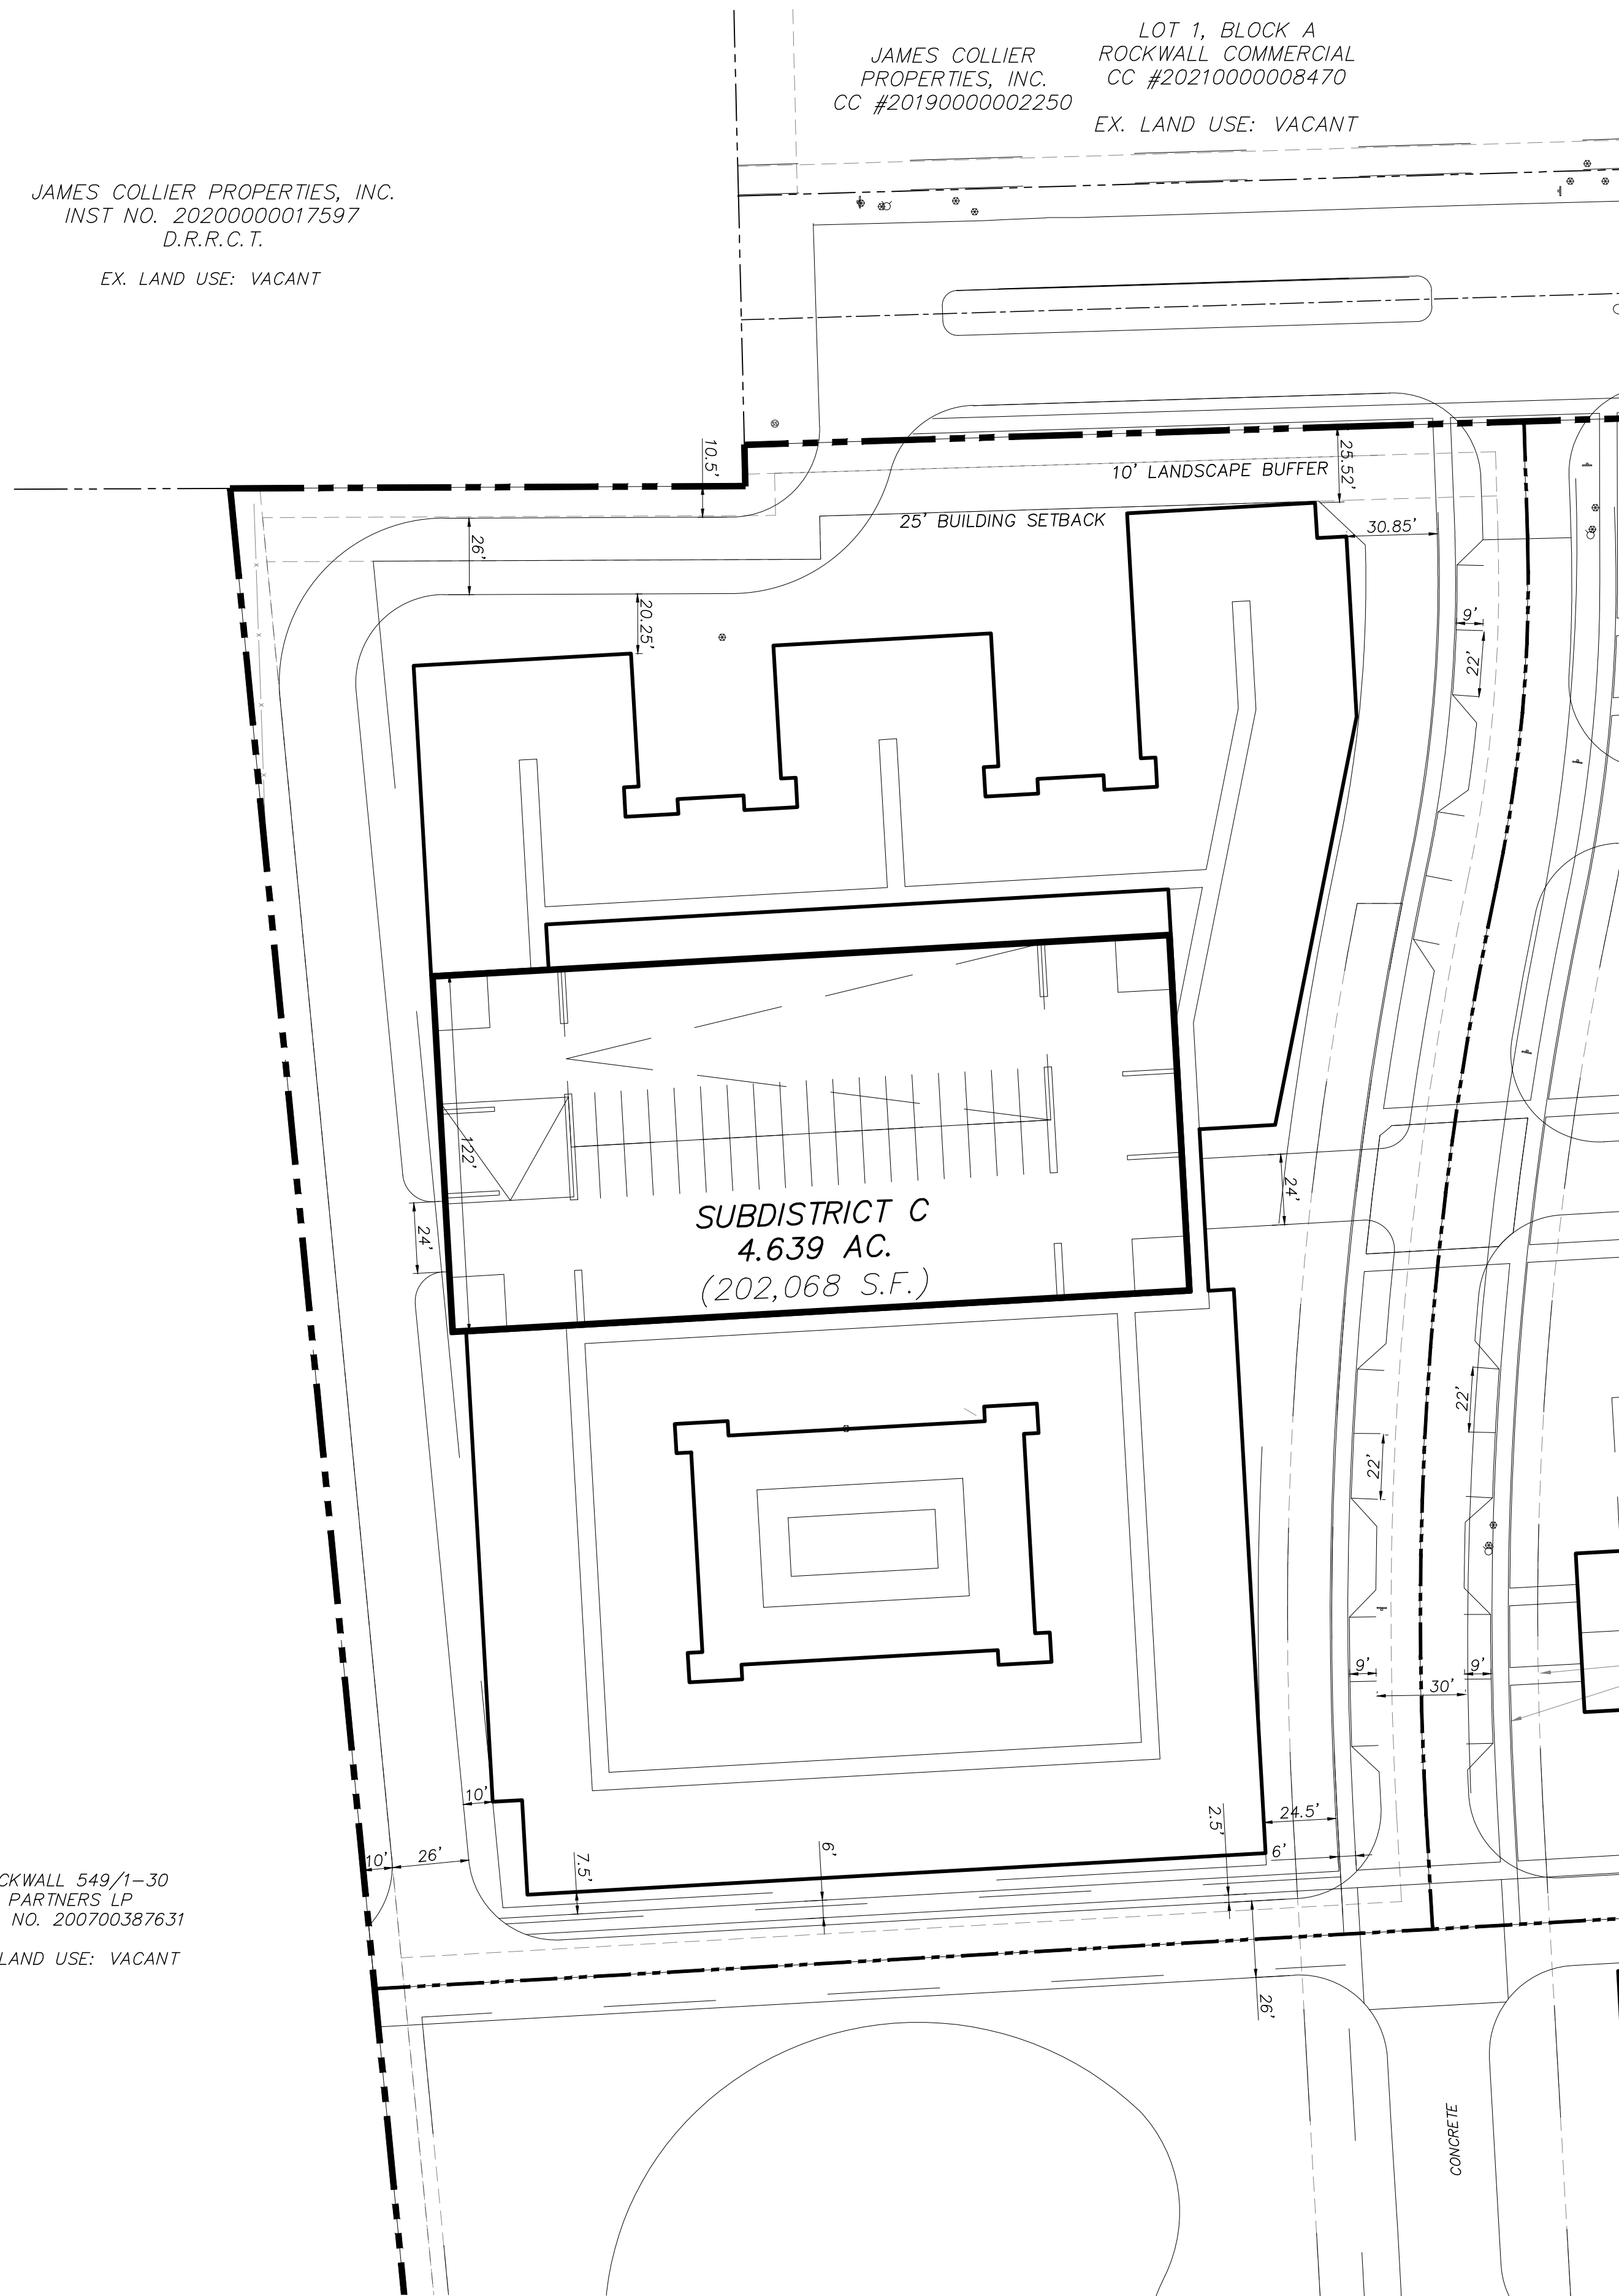 LOT 1, BLOCK A
ROCKWALL COMMERCIAL
CC #20210000008470
EX. LAND USE: VACANT
JAMES COLLIER
PROPERTIES, INC.
CC #20190000002250
JAMES COLLIER PROPERTIES, INC.
INST NO. 20200000017597
D.R.R.C.T.
EX. LAND USE: VACANT
10.5'
25.52'
10' LANDSCAPE BUFFER
25' BUILDING SETBACK
30.85'
26'
20.25'
9'
22'
122'
24'
24'
SUBDISTRICT C
4.639 AC.
(202,068 S.F.)
22'
22'
9'
9'
30'
10'
2.5'
24.5'
6'
6'
7.5'
10'
26'
CKWALL 549/1-30
PARTNERS LP
NO. 200700387631
LAND USE: VACANT
26'
CONCRETE